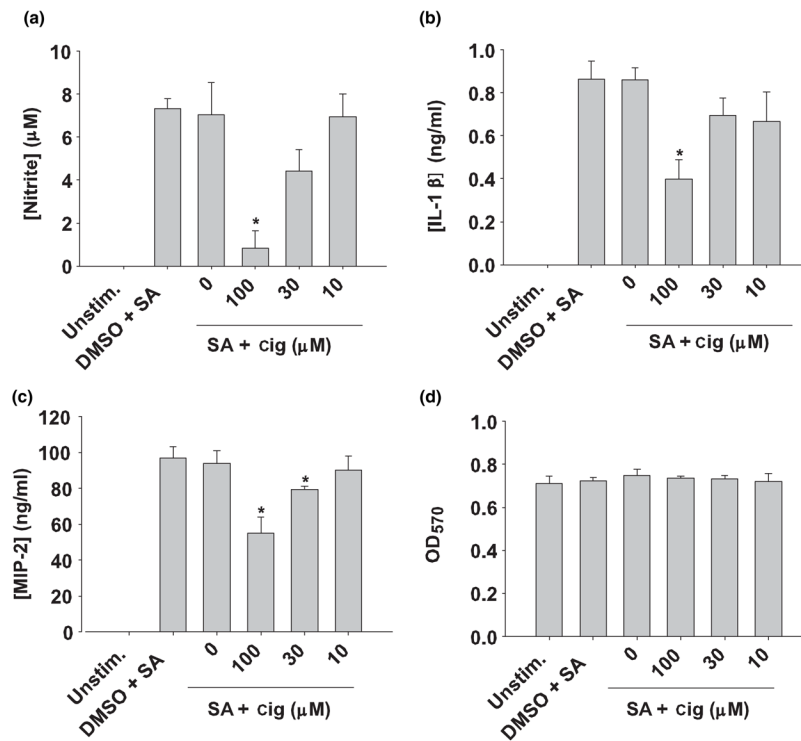 (a)
10
8
6
4
2
0
[Nitrite] (μM)
*
Unstim.
DMSO + SA
0
100
30
10
SA + cig (μM)
(b)
1.0
0.8
0.6
0.4
0.2
0.0
[IL-1 β] (ng/ml)
*
Unstim.
DMSO + SA
0
100
30
10
SA + cig (μM)
(c)
120
100
80
60
40
20
0
[MIP-2] (ng/ml)
*
*
Unstim.
DMSO + SA
0
100
30
10
SA + cig (μM)
(d)
1.0
0.8
0.6
0.4
0.2
0.0
OD570
Unstim.
DMSO + SA
0
100
30
10
SA + cig (μM)